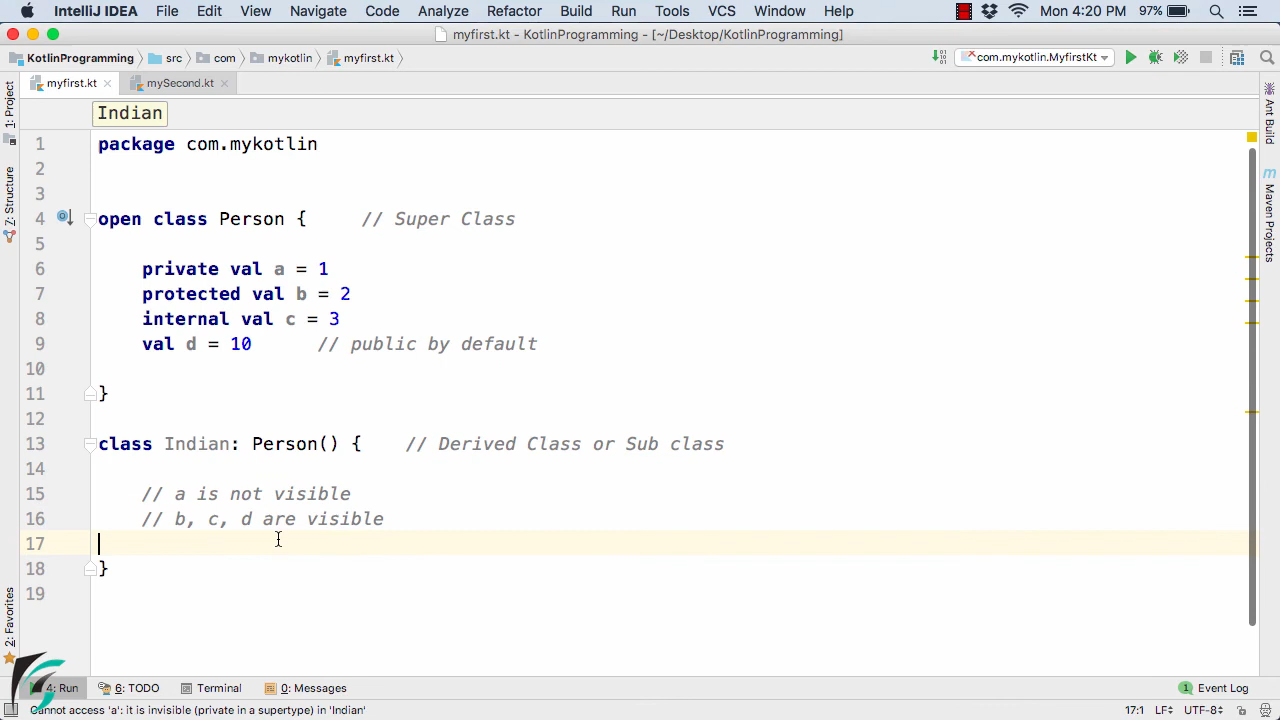 IntelliJ IDEA File Edit View Navigate Code Analyze Refactor Build Run Tools VCS Window Help Mon 4:20 PM 97%
myfirst.kt - KotlinProgramming - [~/Desktop/KotlinProgramming]
KotlinProgramming src com mykotlin myfirst.kt com.mykotlin.MyfirstKt
myfirst.kt mySecond.kt
Indian
1 package com.mykotlin
2
3
4 open class Person { // Super Class
5
6 private val a = 1
7 protected val b = 2
8 internal val c = 3
9 val d = 10 // public by default
10
11 }
12
13 class Indian: Person() { // Derived Class or Sub class
14
15 // a is not visible
16 // b, c, d are visible
17
18 }
19
1: Project
7: Structure
2: Favorites
Ant Build
Maven Projects
4: Run 6: TODO Terminal 0: Messages 1 Event Log
Cannot access 'a': it is invisible (private in a supertype) in 'Indian' 17:1 LF UTF-8